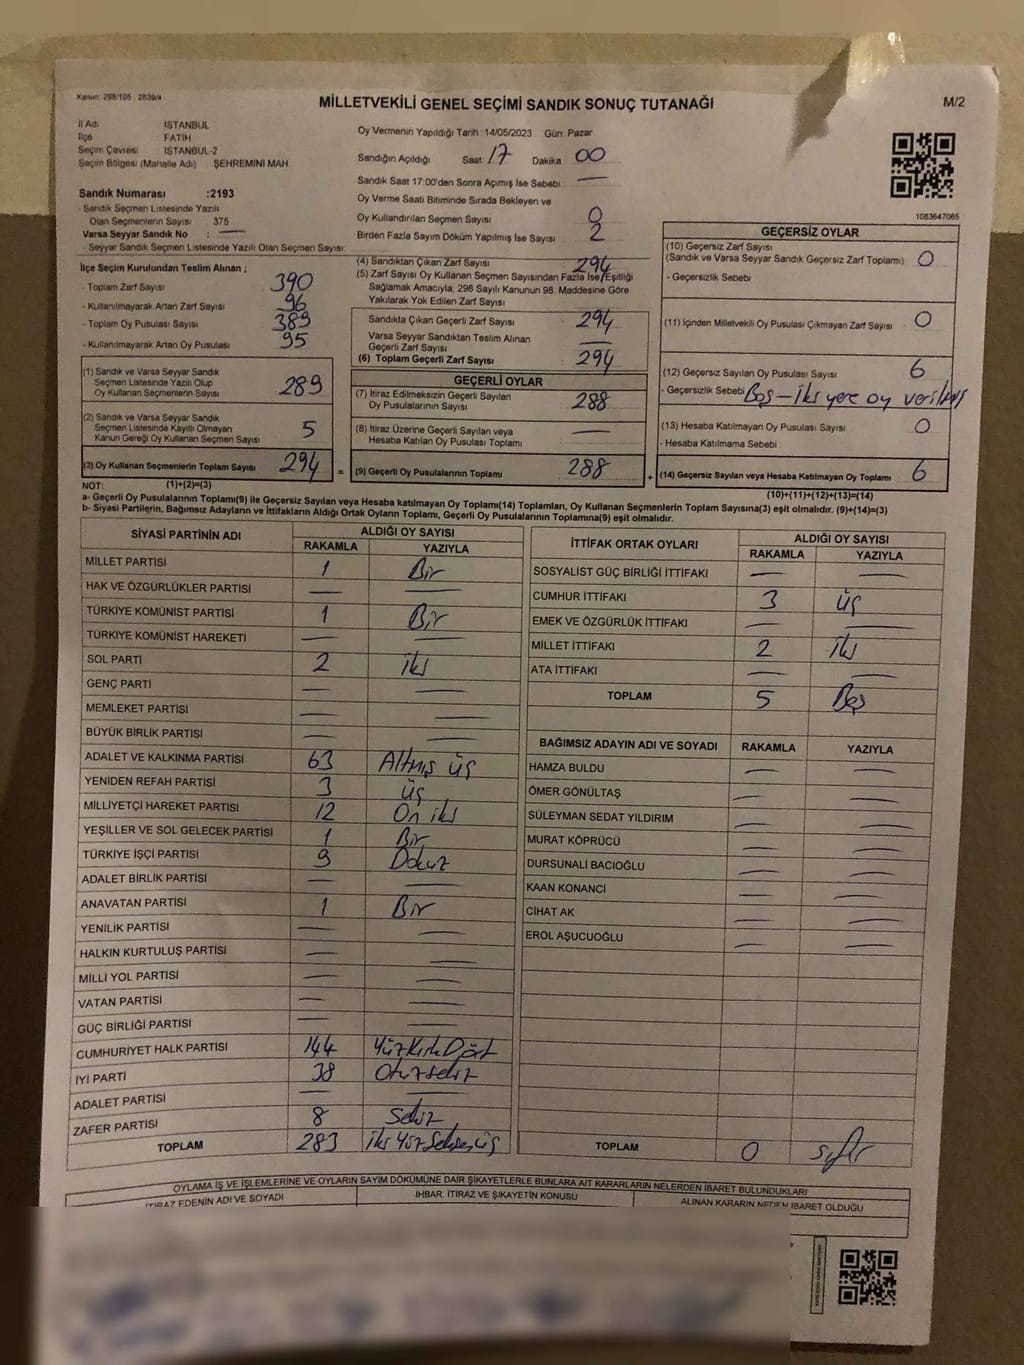 Kanun: 298/105 : 2839/4
MİLLETVEKİLİ GENEL SEÇİMİ SANDIK SONUÇ TUTANAĞI
M/2
İl Adı İSTANBUL
İlçe FATİH
Seçim Çevresi İSTANBUL-2
Seçim Bölgesi (Mahalle Adı) ŞEHREMİNİ MAH.
Sandık Numarası :2193
- Sandık Seçmen Listesinde Yazılı
Olan Seçmenlerin Sayısı 375
Varsa Seyyar Sandık No : —
- Seyyar Sandık Seçmen Listesinde Yazılı Olan Seçmen Sayısı:
Oy Vermenin Yapıldığı Tarih : 14/05/2023 Gün: Pazar
Sandığın Açıldığı Saat: 17 Dakika 00
Sandık Saat 17:00'den Sonra Açımış İse Sebebi : —
Oy Verme Saati Bitiminde Sırada Bekleyen ve
Oy Kullandırılan Seçmen Sayısı 0
Birden Fazla Sayım Döküm Yapılmış İse Sayısı : 2
1083647065
İlçe Seçim Kurulundan Teslim Alınan ;
- Toplam Zarf Sayısı 390
- Kullanılmayarak Artan Zarf Sayısı 96
- Toplam Oy Pusulası Sayısı 389
- Kullanılmayarak Artan Oy Pusulası 95
(4) Sandıktan Çıkan Zarf Sayısı 294
(5) Zarf Sayısı Oy Kullanan Seçmen Sayısından Fazla İse/Eşitliği
Sağlamak Amacıyla, 298 Sayılı Kanunun 98. Maddesine Göre
Yakılarak Yok Edilen Zarf Sayısı
Sandıkta Çıkan Geçerli Zarf Sayısı 294
Varsa Seyyar Sandıktan Teslim Alınan
Geçerli Zarf Sayısı —
(6) Toplam Geçerli Zarf Sayısı 294
GEÇERSİZ OYLAR
(10) Geçersiz Zarf Sayısı
(Sandık ve Varsa Seyyar Sandık Geçersiz Zarf Toplamı) 0
- Geçersizlik Sebebi
(11) İçinden Milletvekili Oy Pusulası Çıkmayan Zarf Sayısı 0
(12) Geçersiz Sayılan Oy Pusulası Sayısı 6
- Geçersizlik Sebebi Boş - İki yere oy verilmiş
(13) Hesaba Katılmayan Oy Pusulası Sayısı 0
- Hesaba Katılmama Sebebi
(14) Geçersiz Sayılan veya Hesaba Katılmayan Oy Toplamı 6
(10)+(11)+(12)+(13)=(14)
(1) Sandık ve Varsa Seyyar Sandık
Seçmen Listesinde Yazılı Olup
Oy Kullanan Seçmenlerin Sayısı 289
(2) Sandık ve Varsa Seyyar Sandık
Seçmen Listesinde Kayıtlı Olmayan
Kanun Gereği Oy Kullanan Seçmen Sayısı 5
(3) Oy Kullanan Seçmenlerin Toplam Sayısı 294 =
GEÇERLİ OYLAR
(7) İtiraz Edilmeksizin Geçerli Sayılan
Oy Pusulalarının Sayısı 288
(8) İtiraz Üzerine Geçerli Sayılan veya
Hesaba Katılan Oy Pusulası Toplamı —
(9) Geçerli Oy Pusulalarının Toplamı 288 +
NOT: (1)+(2)=(3)
a- Geçerli Oy Pusulalarının Toplamı(9) ile Geçersiz Sayılan veya Hesaba katılmayan Oy Toplamı(14) Toplamları, Oy Kullanan Seçmenlerin Toplam Sayısına(3) eşit olmalıdır. (9)+(14)=(3)
b- Siyasi Partilerin, Bağımsız Adayların ve İttifakların Aldığı Ortak Oyların Toplamı, Geçerli Oy Pusulalarının Toplamına(9) eşit olmalıdır.
SİYASİ PARTİNİN ADI ALDIĞI OY SAYISI
RAKAMLA YAZIYLA
MİLLET PARTİSİ 1 Bir
HAK VE ÖZGÜRLÜKLER PARTİSİ — —
TÜRKİYE KOMÜNİST PARTİSİ 1 Bir
TÜRKİYE KOMÜNİST HAREKETİ — —
SOL PARTİ 2 iki
GENÇ PARTİ — —
MEMLEKET PARTİSİ — —
BÜYÜK BİRLİK PARTİSİ — —
ADALET VE KALKINMA PARTİSİ 63 Altmış üç
YENİDEN REFAH PARTİSİ 3 üç
MİLLİYETÇİ HAREKET PARTİSİ 12 On iki
YEŞİLLER VE SOL GELECEK PARTİSİ 1 Bir
TÜRKİYE İŞÇİ PARTİSİ 9 Dokuz
ADALET BİRLİK PARTİSİ — —
ANAVATAN PARTİSİ 1 Bir
YENİLİK PARTİSİ — —
HALKIN KURTULUŞ PARTİSİ — —
MİLLİ YOL PARTİSİ — —
VATAN PARTİSİ — —
GÜÇ BİRLİĞİ PARTİSİ — —
CUMHURİYET HALK PARTİSİ 144 YüzKırkDört
İYİ PARTİ 38 Otuzsekiz
ADALET PARTİSİ — —
ZAFER PARTİSİ 8 Sekiz
TOPLAM 283 iki Yüz Seksen üç
İTTİFAK ORTAK OYLARI ALDIĞI OY SAYISI
RAKAMLA YAZIYLA
SOSYALİST GÜÇ BİRLİĞİ İTTİFAKI — —
CUMHUR İTTİFAKI 3 üç
EMEK VE ÖZGÜRLÜK İTTİFAKI — —
MİLLET İTTİFAKI 2 iki
ATA İTTİFAKI — —
TOPLAM 5 Beş
BAĞIMSIZ ADAYIN ADI VE SOYADI RAKAMLA YAZIYLA
HAMZA BULDU — —
ÖMER GÖNÜLTAŞ — —
SÜLEYMAN SEDAT YILDIRIM — —
MURAT KÖPRÜCÜ — —
DURSUNALİ BACIOĞLU — —
KAAN KONANCİ — —
CİHAT AK — —
EROL AŞUCUOĞLU — —
TOPLAM 0 sıfır
OYLAMA İŞ VE İŞLEMLERİNE VE OYLARIN SAYIM DÖKÜMÜNE DAİR ŞİKAYETLERLE BUNLARA AİT KARARLARIN NELERDEN İBARET BULUNDUKLARI
İTİRAZ EDENİN ADI VE SOYADI İHBAR, İTİRAZ VE ŞİKAYETİN KONUSU ALINAN KARARIN NEDEN İBARET OLDUĞU